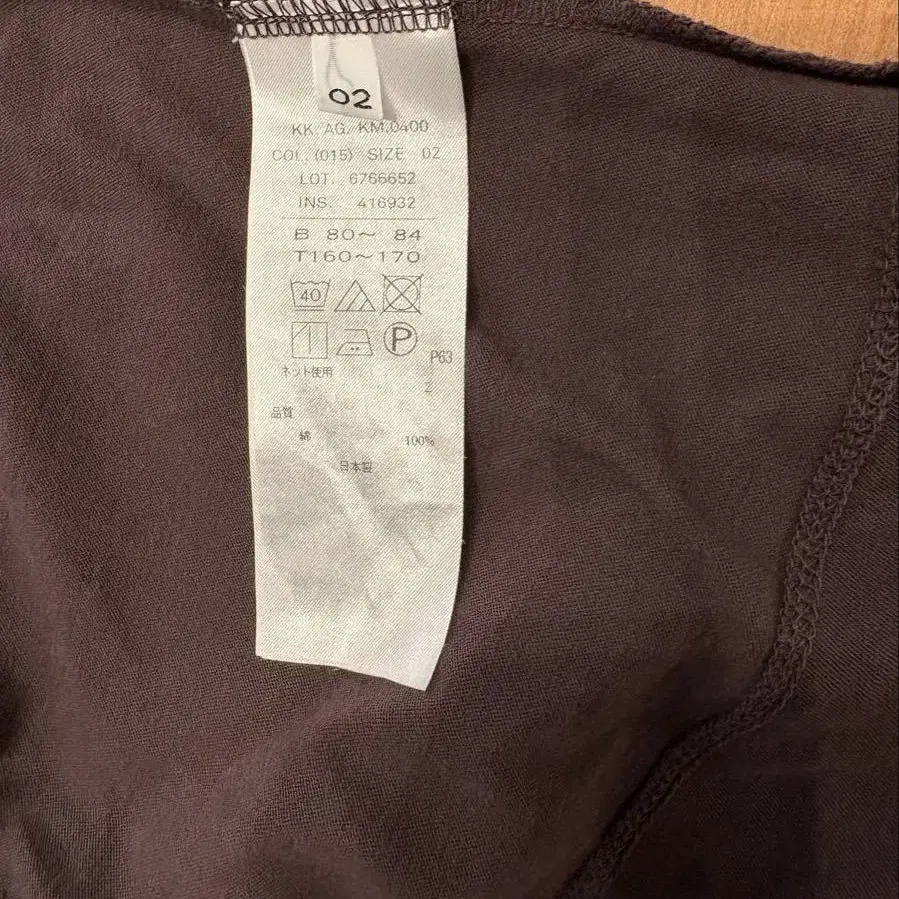 02
KK. AG. KM.0400
COL. (015) SIZE 02
LOT. 6766652
INS. 416932
B 80~ 84
T160~170
40
P
P63
2
ネット使用
品質
綿 100%
日本製